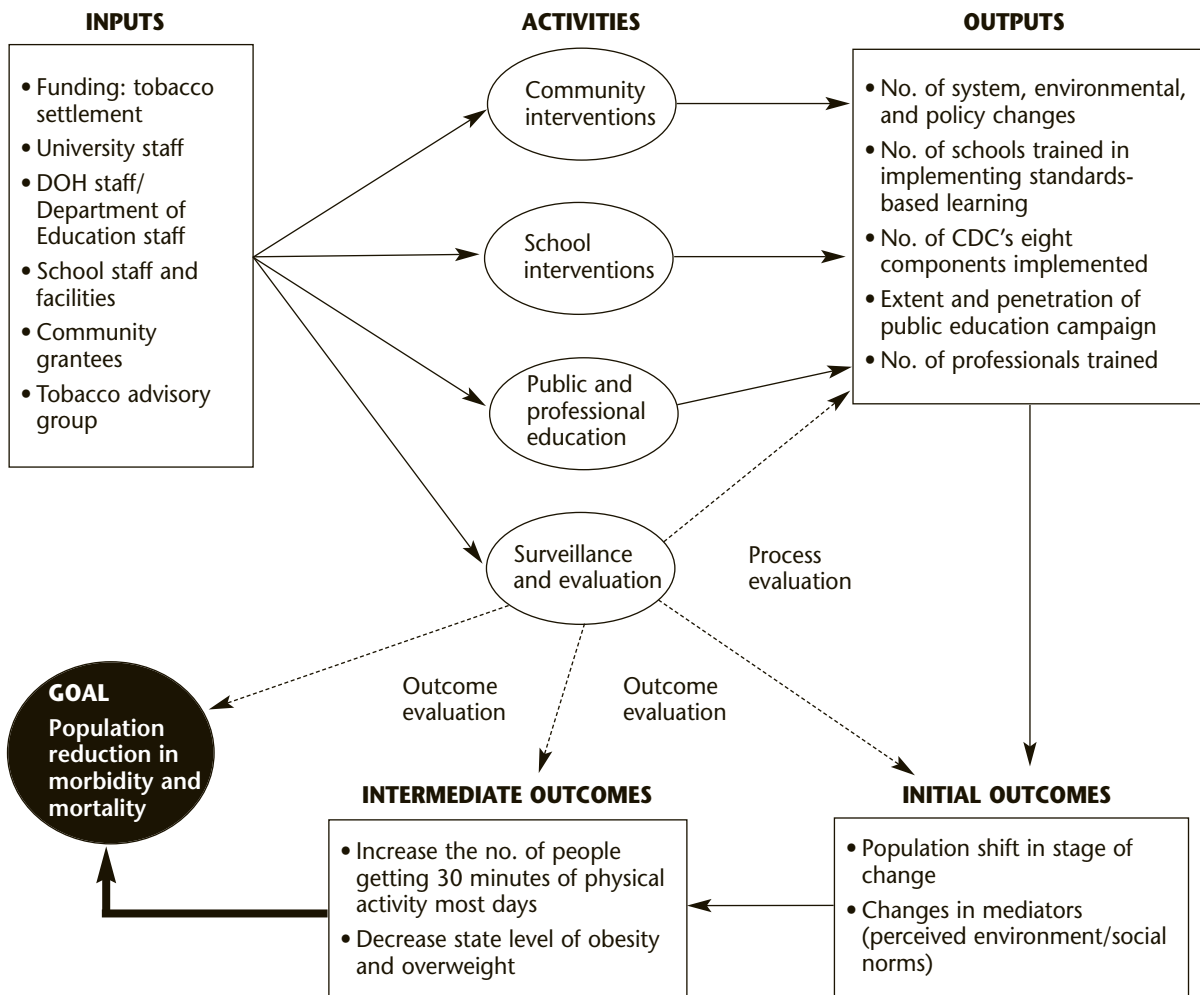 INPUTS
• Funding: tobacco
settlement
• University staff
• DOH staff/
Department of
Education staff
• School staff and
facilities
• Community
grantees
• Tobacco advisory
group
ACTIVITIES
Community
interventions
School
interventions
Public and
professional
education
Surveillance
and evaluation
OUTPUTS
• No. of system, environmental,
and policy changes
• No. of schools trained in
implementing standards-
based learning
• No. of CDC’s eight
components implemented
• Extent and penetration of
public education campaign
• No. of professionals trained
Process
evaluation
Outcome
evaluation
Outcome
evaluation
GOAL
Population
reduction in
morbidity and
mortality
INTERMEDIATE OUTCOMES
• Increase the no. of people
getting 30 minutes of physical
activity most days
• Decrease state level of obesity
and overweight
INITIAL OUTCOMES
• Population shift in stage of
change
• Changes in mediators
(perceived environment/social
norms)